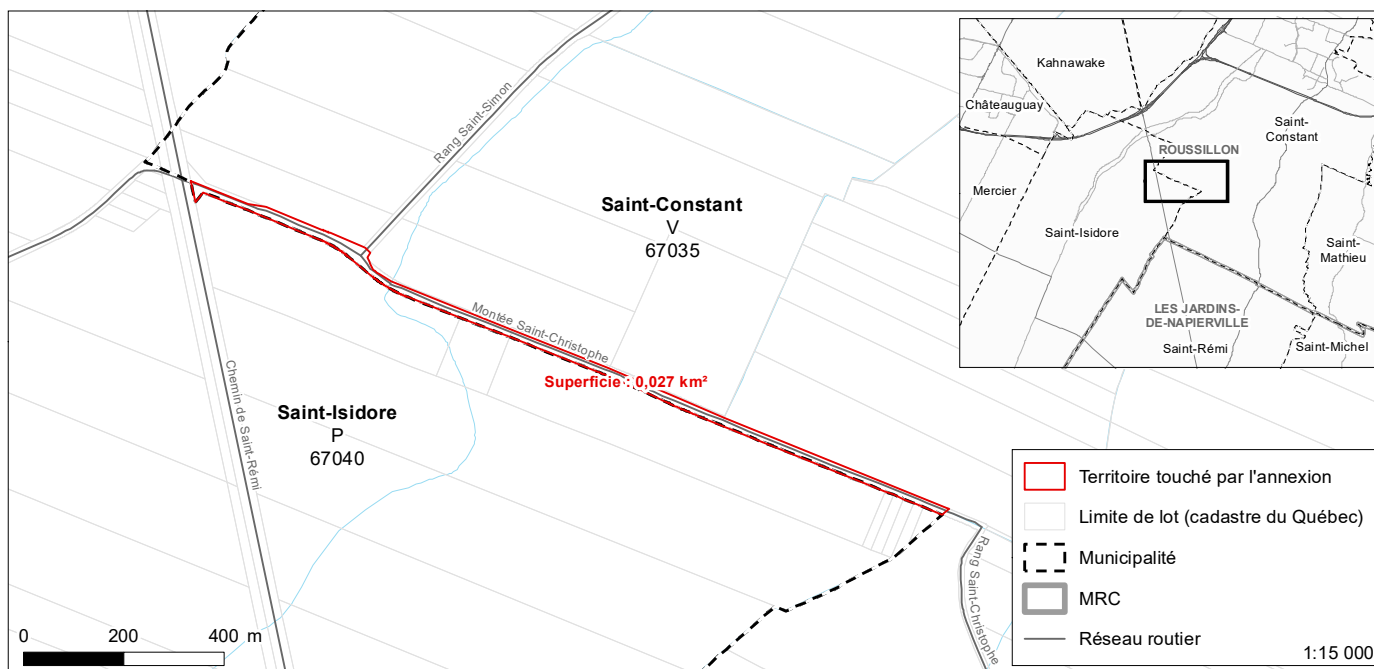 Rang Saint-Simon
Saint-Constant
V
67035
Montée Saint-Christophe
Superficie : 0,027 km²
Saint-Isidore
P
67040
Chemin de Saint-Rémi
Rang Saint-Christophe
0 200 400 m
Kahnawake
Châteauguay
Saint-
Constant
ROUSSILLON
Mercier
Saint-Isidore
Saint-
Mathieu
LES JARDINS-
DE-NAPIERVILLE
Saint-Rémi
Saint-Michel
Territoire touché par l'annexion
Limite de lot (cadastre du Québec)
Municipalité
MRC
Réseau routier
1:15 000